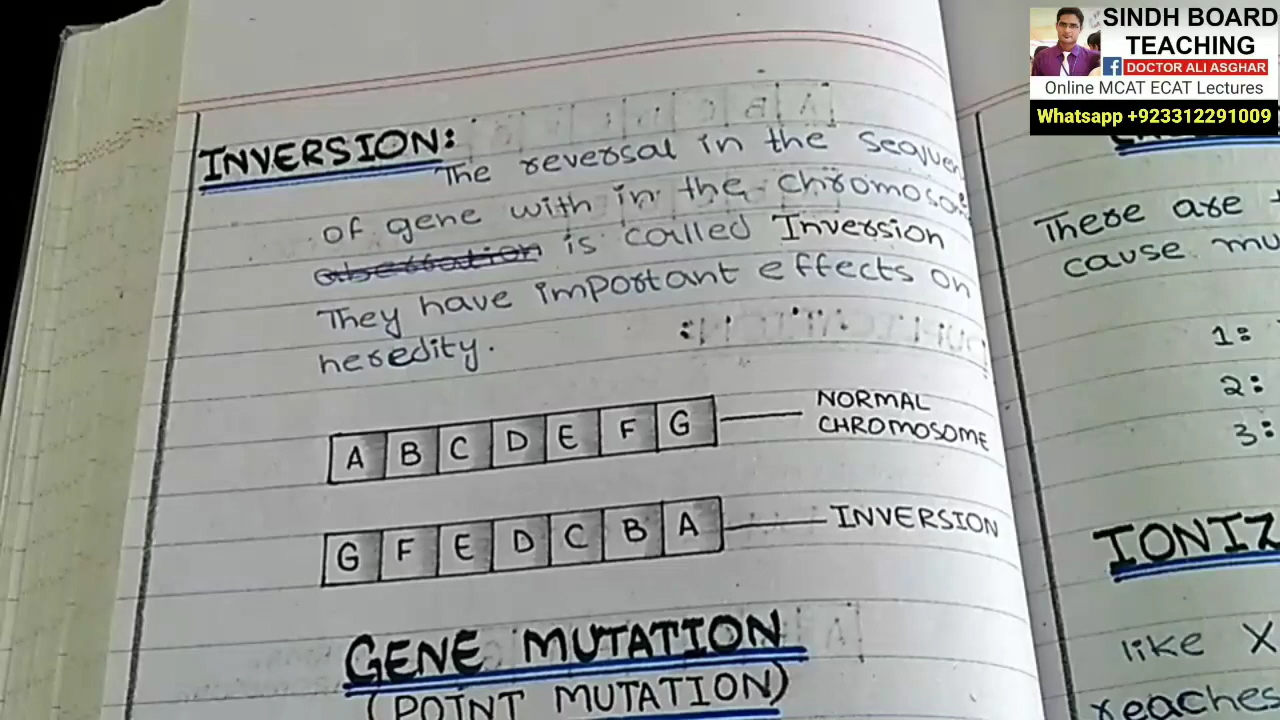 SINDH BOARD
TEACHING
f DOCTOR ALI ASGHAR
Online MCAT ECAT Lectures
Whatsapp +923312291009
INVERSION:
The reversal in the Sequen
of gene with in the chromoso
is called Inversion
They have important effects on
heredity.
NORMAL
CHROMOSOME
A B C D E F G
G F E D C B A
INVERSION
GENE MUTATION
(POINT MUTATION)
These are
cause mu
1:
2:
3:
IONIZ
like X
reaches